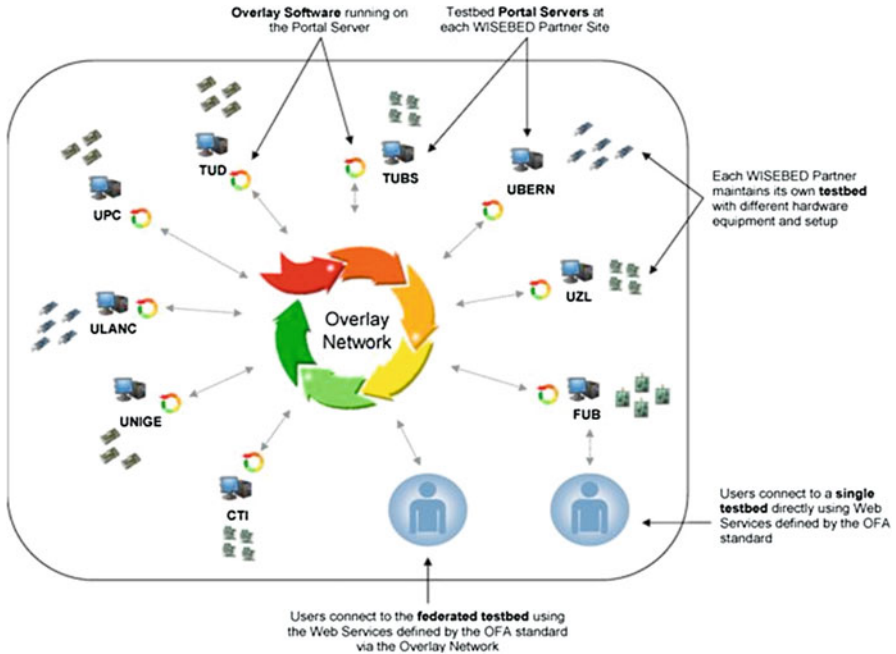 Overlay Software running on
the Portal Server
Testbed Portal Servers at
each WISEBED Partner Site
TUD
TUBS
UBERN
UPC
Each WISEBED Partner
maintains its own testbed
with different hardware
equipment and setup
UZL
ULANC
Overlay
Network
UNIGE
FUB
CTI
Users connect to a single
testbed directly using Web
Services defined by the OFA
standard
Users connect to the federated testbed using
the Web Services defined by the OFA standard
via the Overlay Network